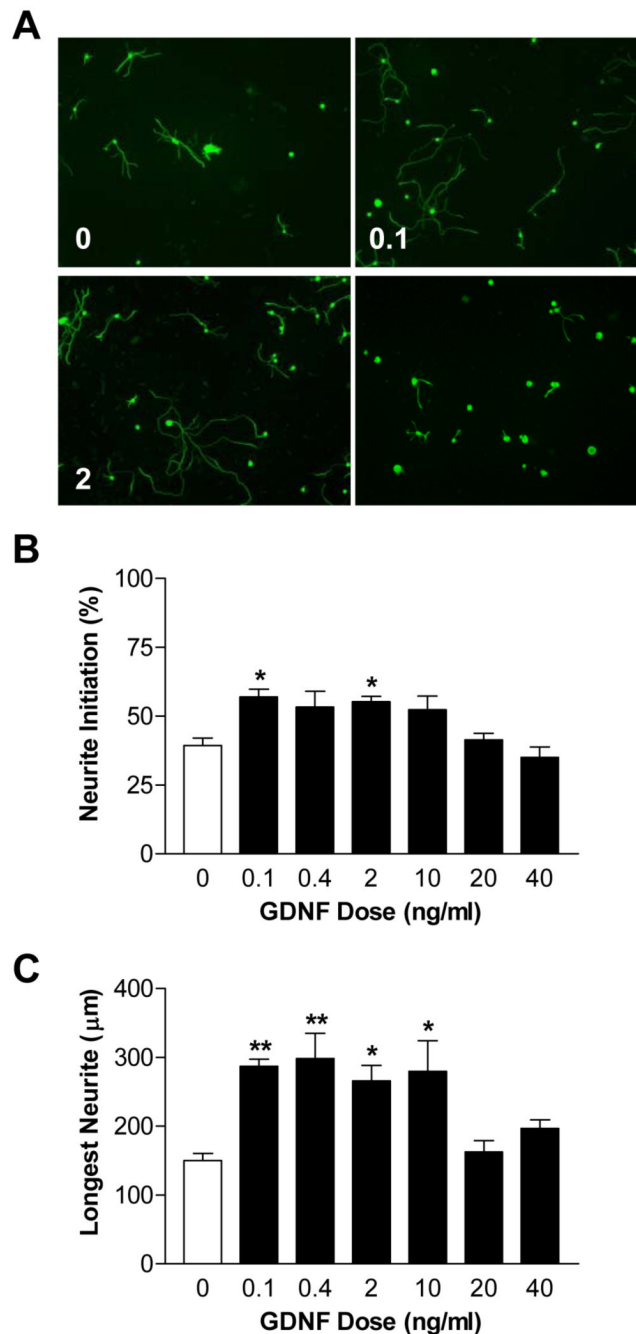 A
0
0.1
2
B
100
75
50
25
0
Neurite Initiation (%)
*
*
0 0.1 0.4 2 10 20 40
GDNF Dose (ng/ml)
C
400
300
200
100
0
Longest Neurite (μm)
**
**
*
*
0 0.1 0.4 2 10 20 40
GDNF Dose (ng/ml)